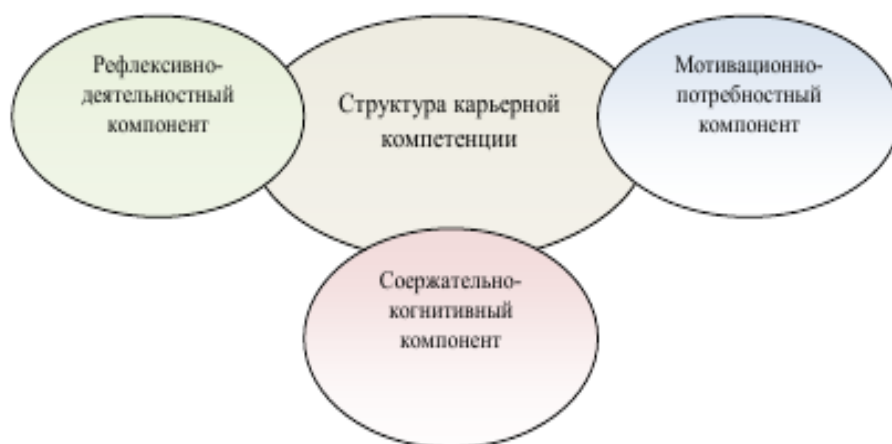 Рефлексивно-
деятельностный
компонент
Структура карьерной
компетенции
Мотивационно-
потребностный
компонент
Соержательно-
когнитивный
компонент